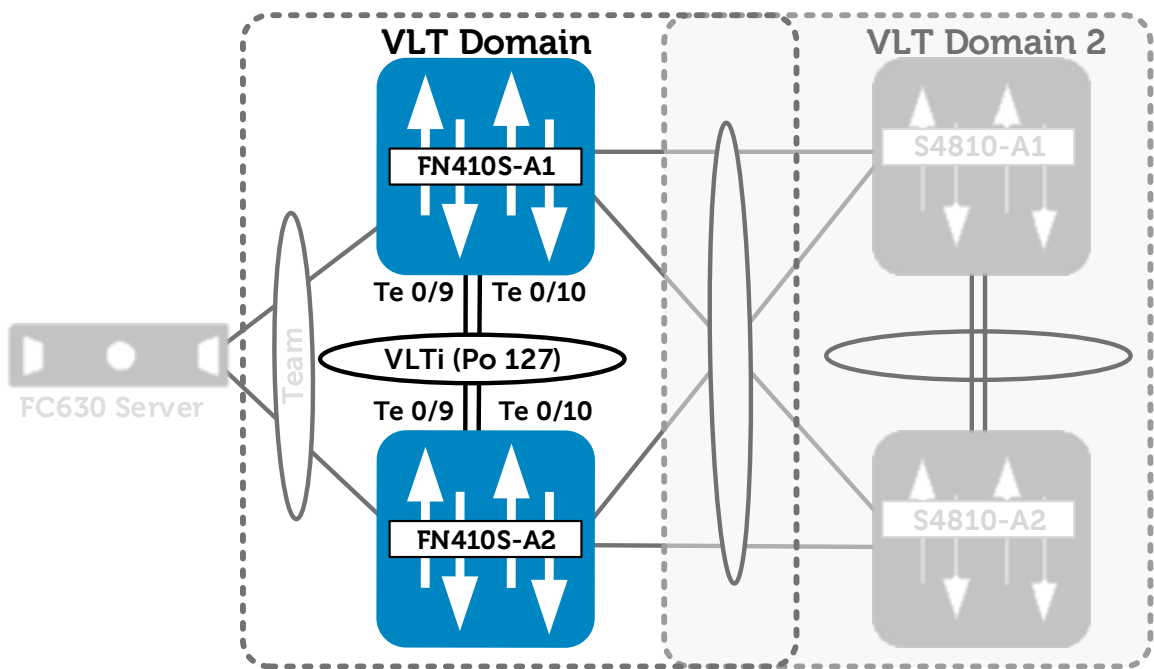 VLT Domain
VLT Domain 2
FN410S-A1
S4810-A1
Te 0/9
Te 0/10
Team
VLTi (Po 127)
FC630 Server
Te 0/9
Te 0/10
FN410S-A2
S4810-A2